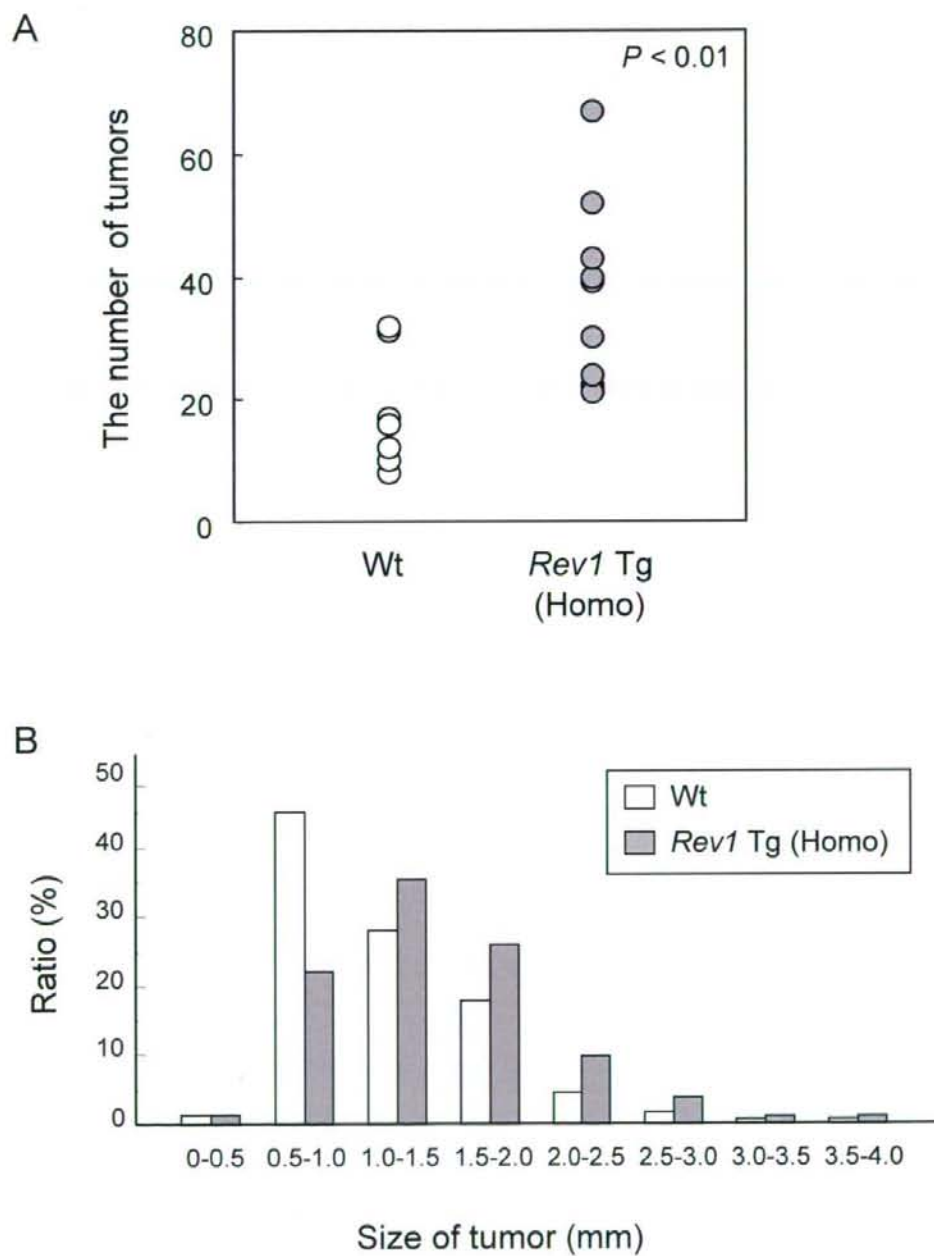 A
The number of tumors
80
60
40
20
0
P < 0.01
Wt
Rev1 Tg
(Homo)
B
Ratio (%)
50
40
30
20
10
0
Wt
Rev1 Tg (Homo)
0-0.5 0.5-1.0 1.0-1.5 1.5-2.0 2.0-2.5 2.5-3.0 3.0-3.5 3.5-4.0
Size of tumor (mm)